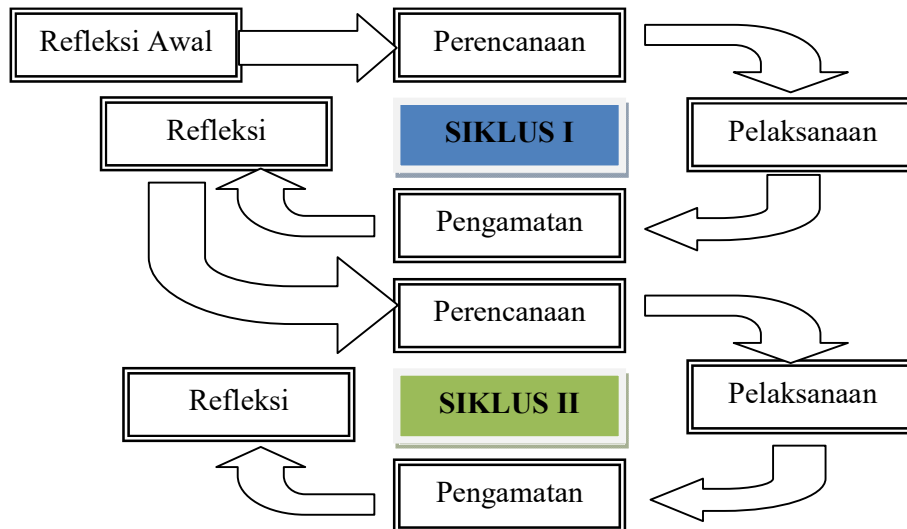 Refleksi Awal
Perencanaan
Refleksi
SIKLUS I
Pelaksanaan
Pengamatan
Perencanaan
Refleksi
SIKLUS II
Pelaksanaan
Pengamatan